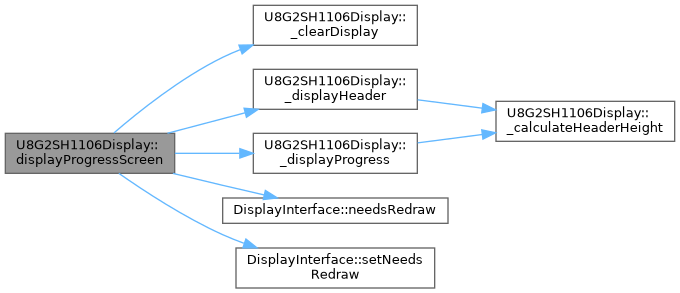 U8G2SH1106Display::
displayProgressScreen
U8G2SH1106Display::
_clearDisplay
U8G2SH1106Display::
_displayHeader
U8G2SH1106Display::
_calculateHeaderHeight
U8G2SH1106Display::
_displayProgress
DisplayInterface::needsRedraw
DisplayInterface::setNeeds
Redraw